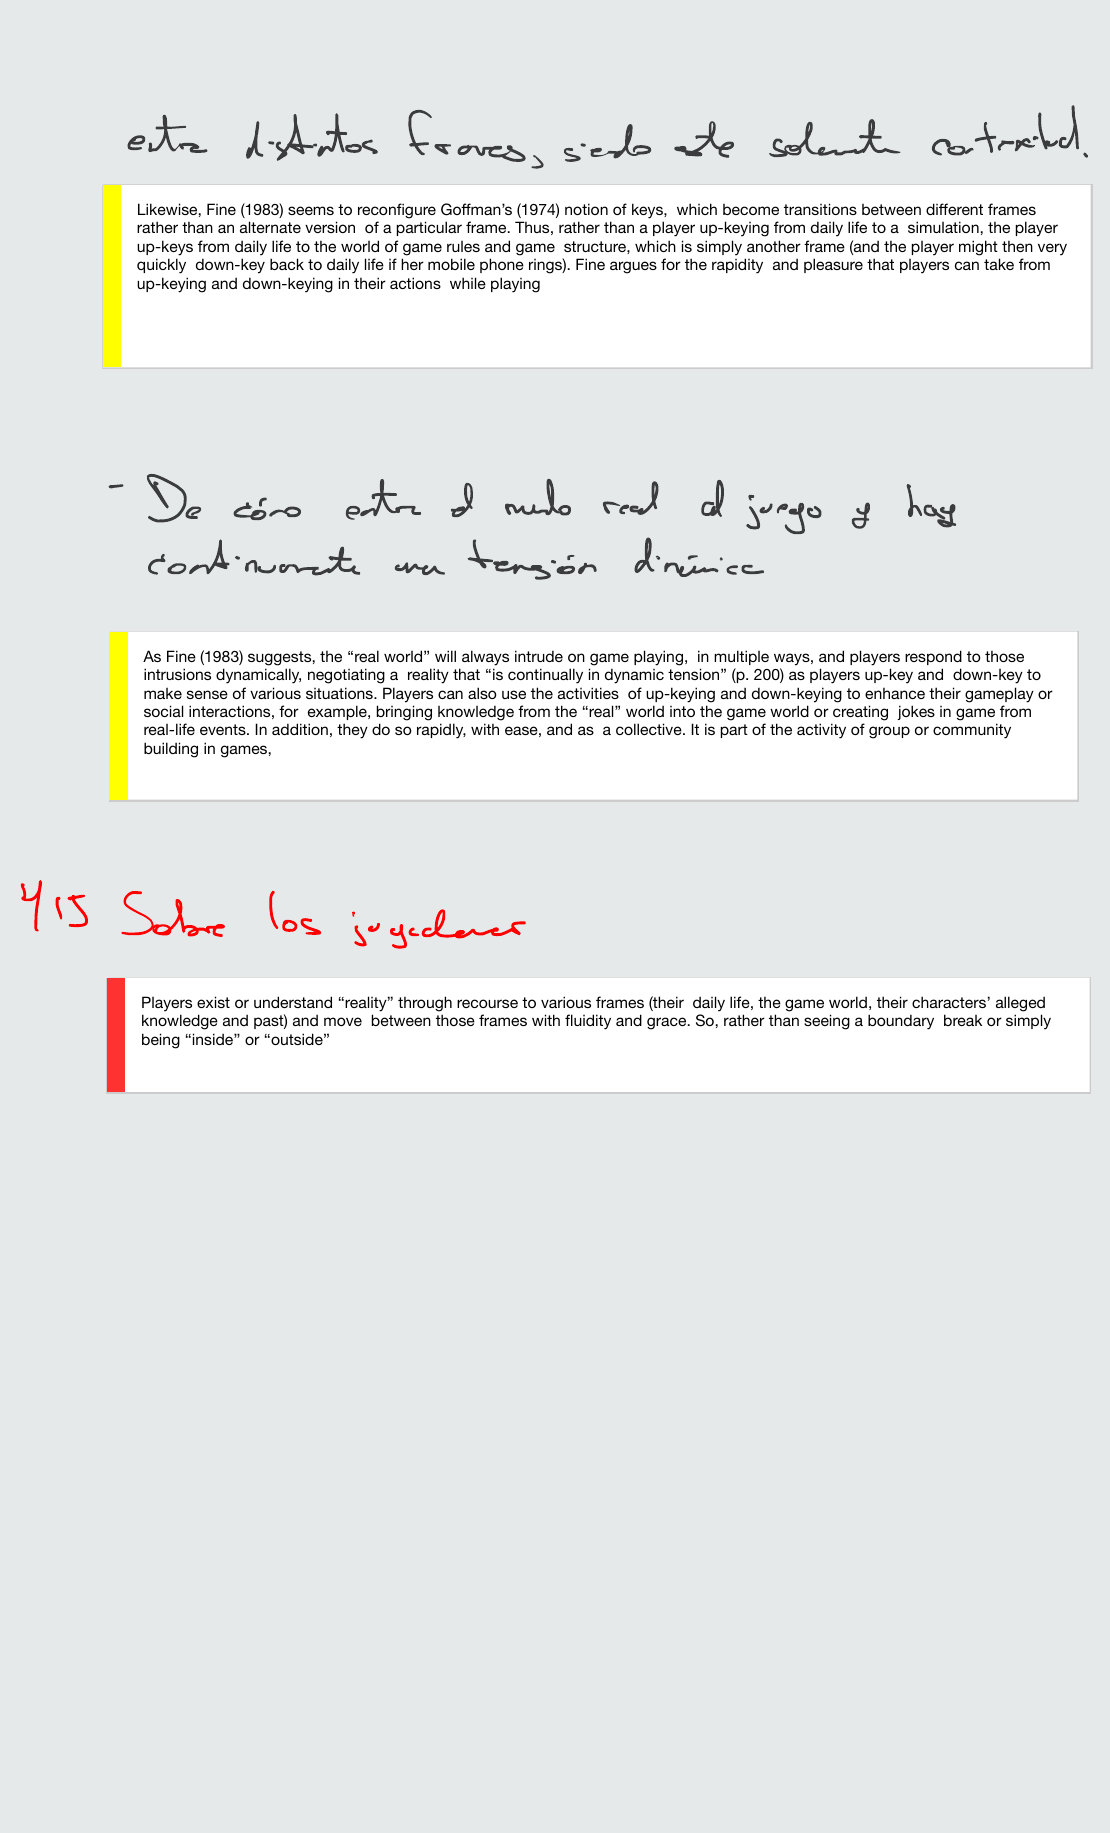 entre distintos frames, siendo este solamente
Likewise, Fine (1983) seems to reconfigure Goffman’s (1974) notion of keys, which become transitions between different frames
rather than an alternate version of a particular frame. Thus, rather than a player up-keying from daily life to a simulation, the player
up-keys from daily life to the world of game rules and game structure, which is simply another frame (and the player might then very
quickly down-key back to daily life if her mobile phone rings). Fine argues for the rapidity and pleasure that players can take from
up-keying and down-keying in their actions while playing
- De cómo entra el mundo real al juego y hay
continuamente una tensión dinámica
As Fine (1983) suggests, the “real world” will always intrude on game playing, in multiple ways, and players respond to those
intrusions dynamically, negotiating a reality that “is continually in dynamic tension” (p. 200) as players up-key and down-key to
make sense of various situations. Players can also use the activities of up-keying and down-keying to enhance their gameplay or
social interactions, for example, bringing knowledge from the “real” world into the game world or creating jokes in game from
real-life events. In addition, they do so rapidly, with ease, and as a collective. It is part of the activity of group or community
building in games,
415 Sobre los jugadores
Players exist or understand “reality” through recourse to various frames (their daily life, the game world, their characters’ alleged
knowledge and past) and move between those frames with fluidity and grace. So, rather than seeing a boundary break or simply
being “inside” or “outside”